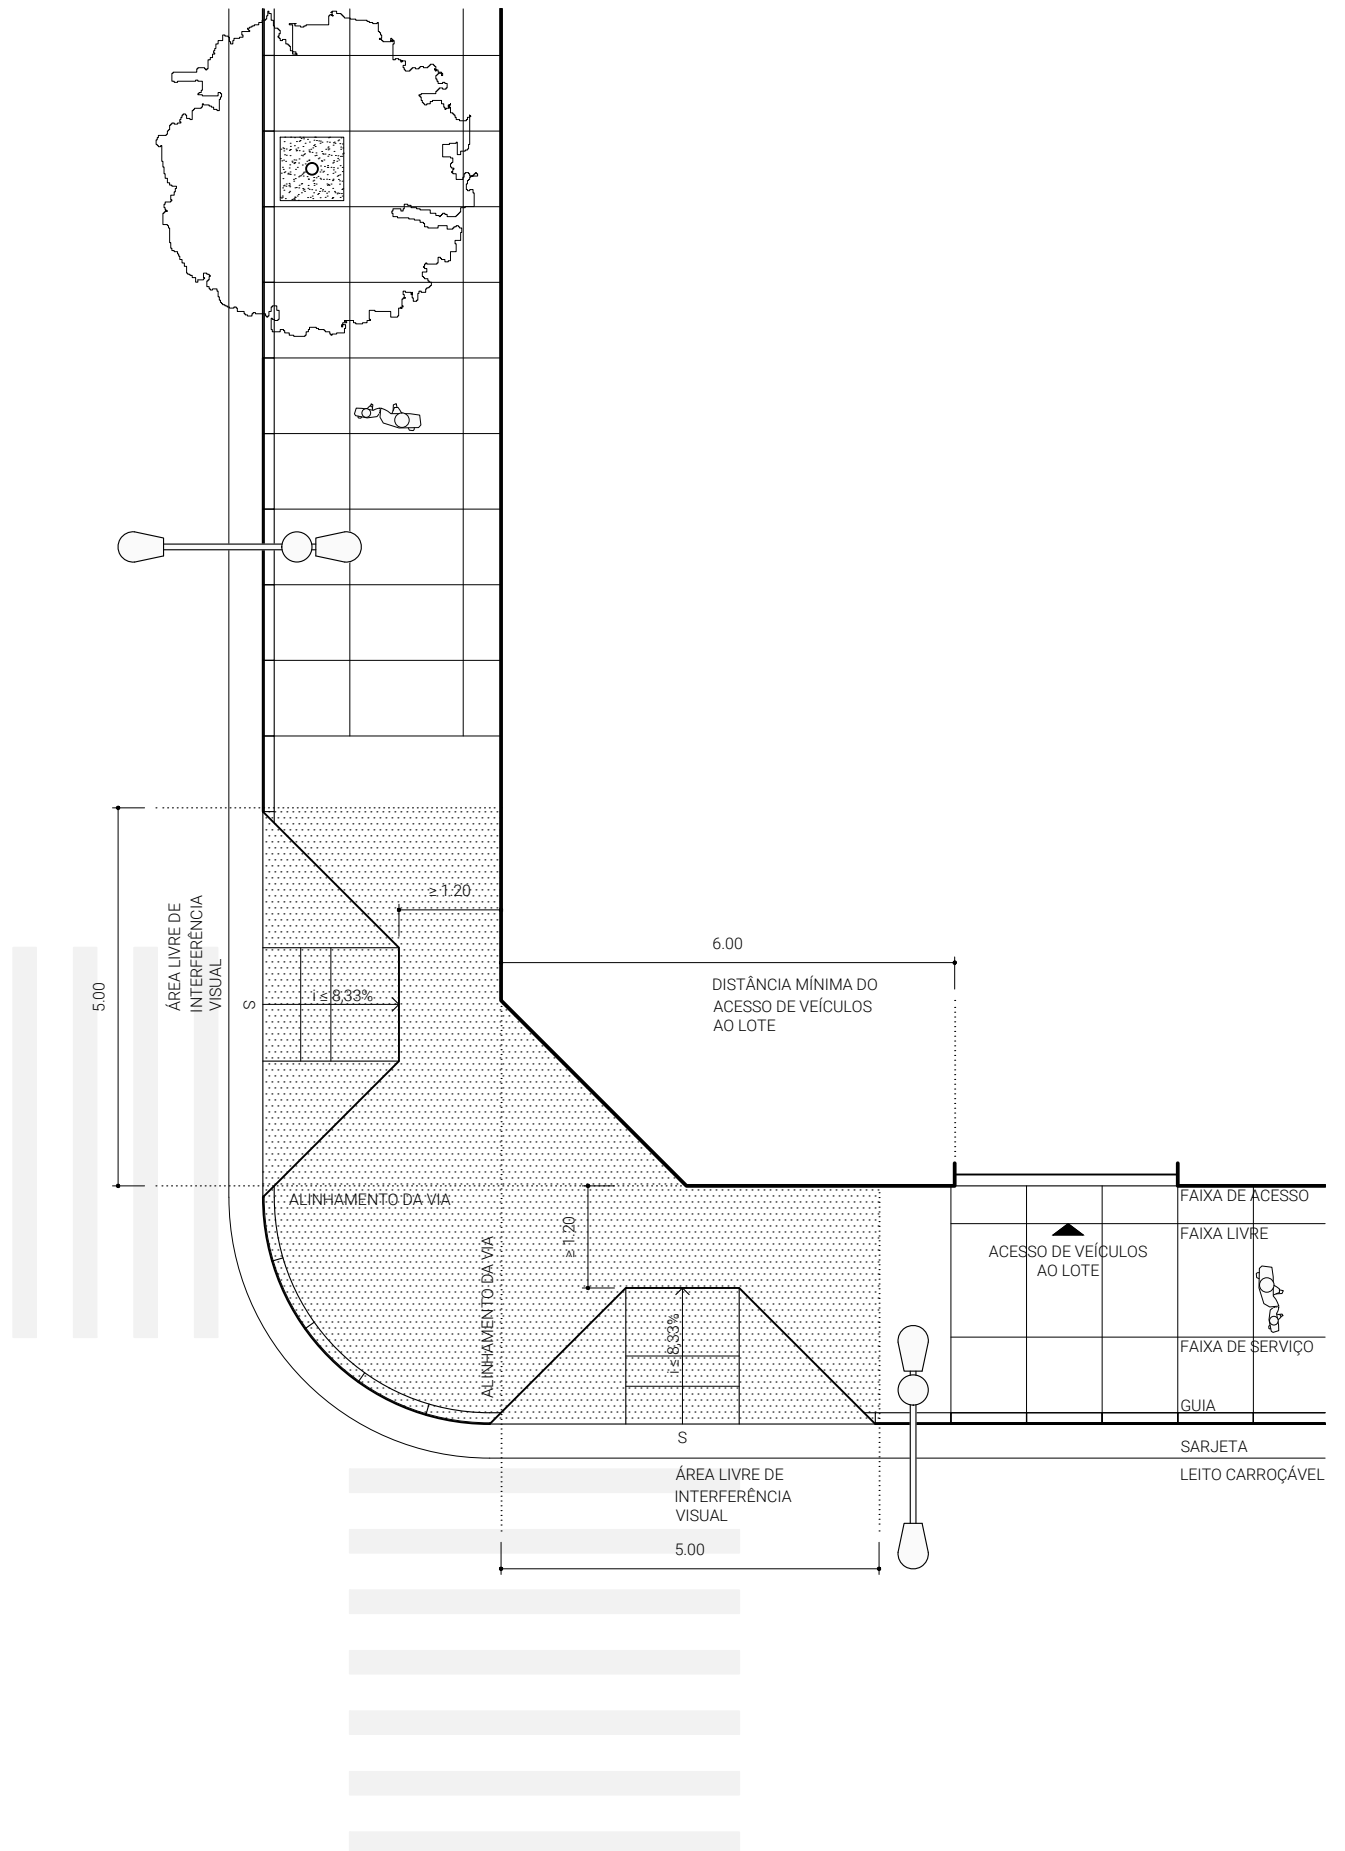 ≥ 1.20
ÁREA LIVRE DE
INTERFERÊNCIA
VISUAL
5.00
S
i ≤ 8,33%
6.00
DISTÂNCIA MÍNIMA DO
ACESSO DE VEÍCULOS
AO LOTE
ALINHAMENTO DA VIA
ALINHAMENTO DA VIA
≥ 1.20
i ≤ 8,33%
S
ACESSO DE VEÍCULOS
AO LOTE
FAIXA DE ACESSO
FAIXA LIVRE
FAIXA DE SERVIÇO
GUIA
SARJETA
LEITO CARROÇÁVEL
ÁREA LIVRE DE
INTERFERÊNCIA
VISUAL
5.00